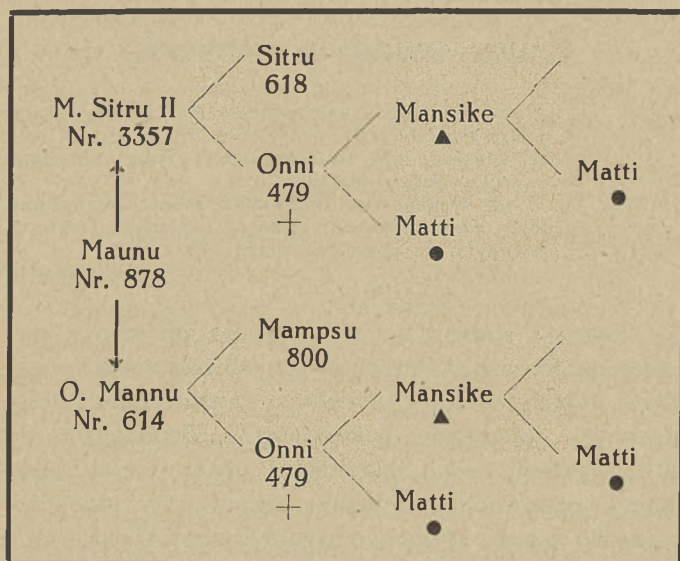 Sitru
618
M. Sitru II
Nr. 3357
Mansike
Onni
479
Matti
Matti
Maunu
Nr. 878
Mampsu
800
O. Mannu
Nr. 614
Mansike
Onni
479
Matti
Matti